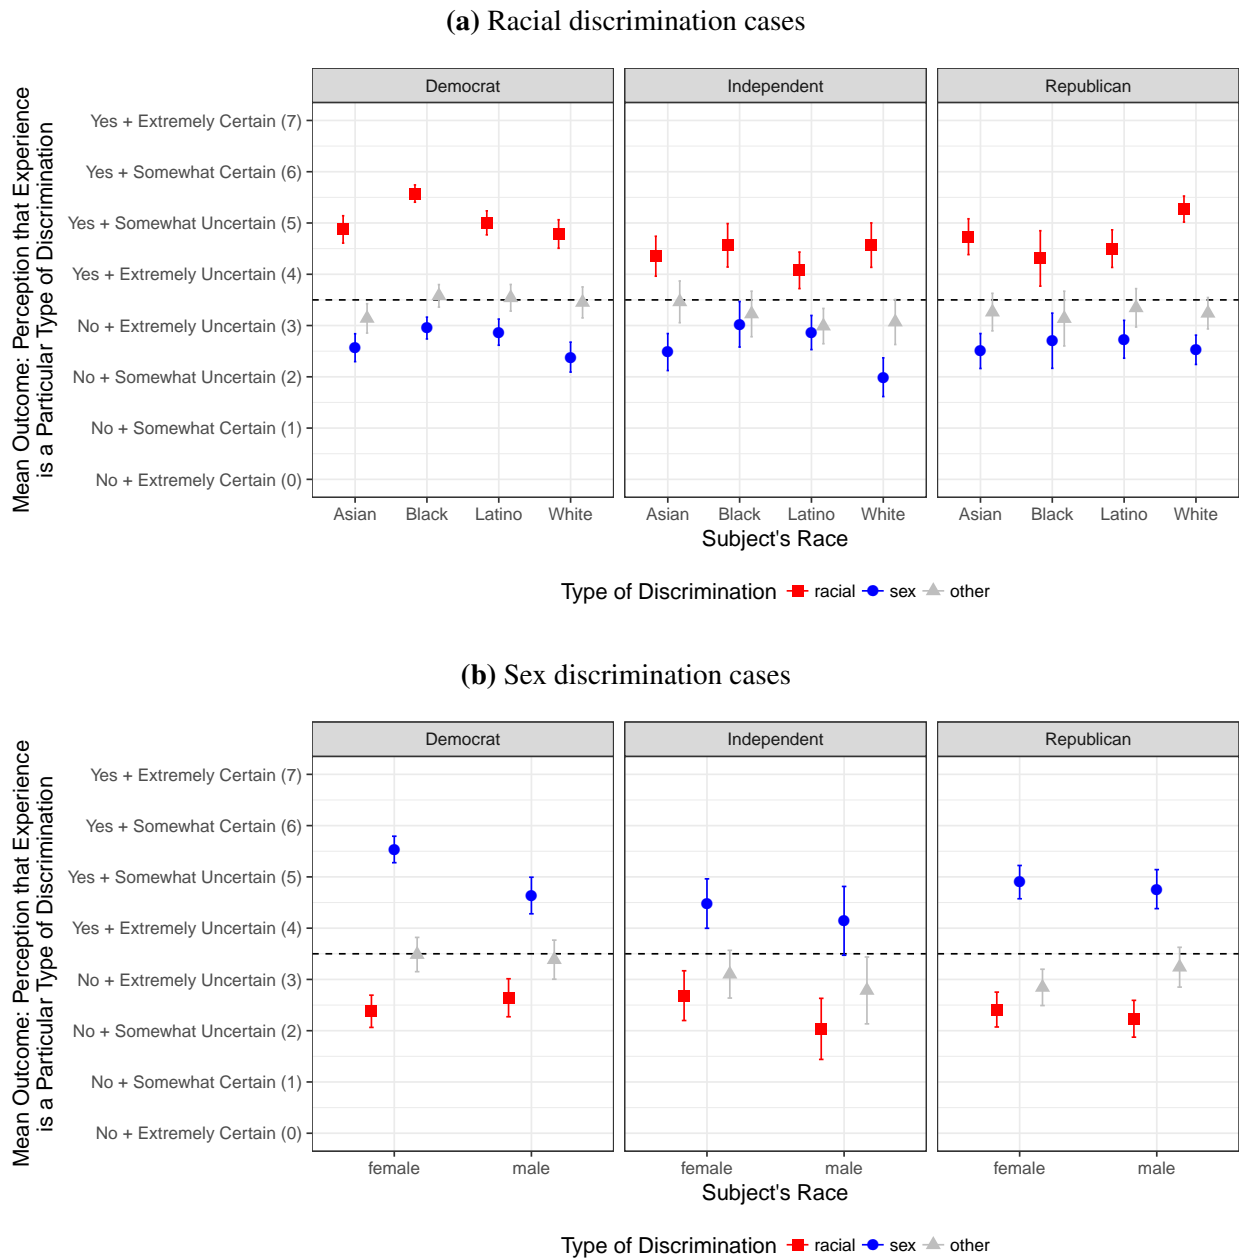 (a) Racial discrimination cases
Democrat
Independent
Republican
Mean Outcome: Perception that Experience
is a Particular Type of Discrimination
Yes + Extremely Certain (7)
Yes + Somewhat Certain (6)
Yes + Somewhat Uncertain (5)
Yes + Extremely Uncertain (4)
No + Extremely Uncertain (3)
No + Somewhat Uncertain (2)
No + Somewhat Certain (1)
No + Extremely Certain (0)
Asian Black Latino White
Asian Black Latino White
Asian Black Latino White
Subject's Race
Type of Discrimination racial sex other
(b) Sex discrimination cases
Democrat
Independent
Republican
Mean Outcome: Perception that Experience
is a Particular Type of Discrimination
Yes + Extremely Certain (7)
Yes + Somewhat Certain (6)
Yes + Somewhat Uncertain (5)
Yes + Extremely Uncertain (4)
No + Extremely Uncertain (3)
No + Somewhat Uncertain (2)
No + Somewhat Certain (1)
No + Extremely Certain (0)
female male
female male
female male
Subject's Race
Type of Discrimination racial sex other